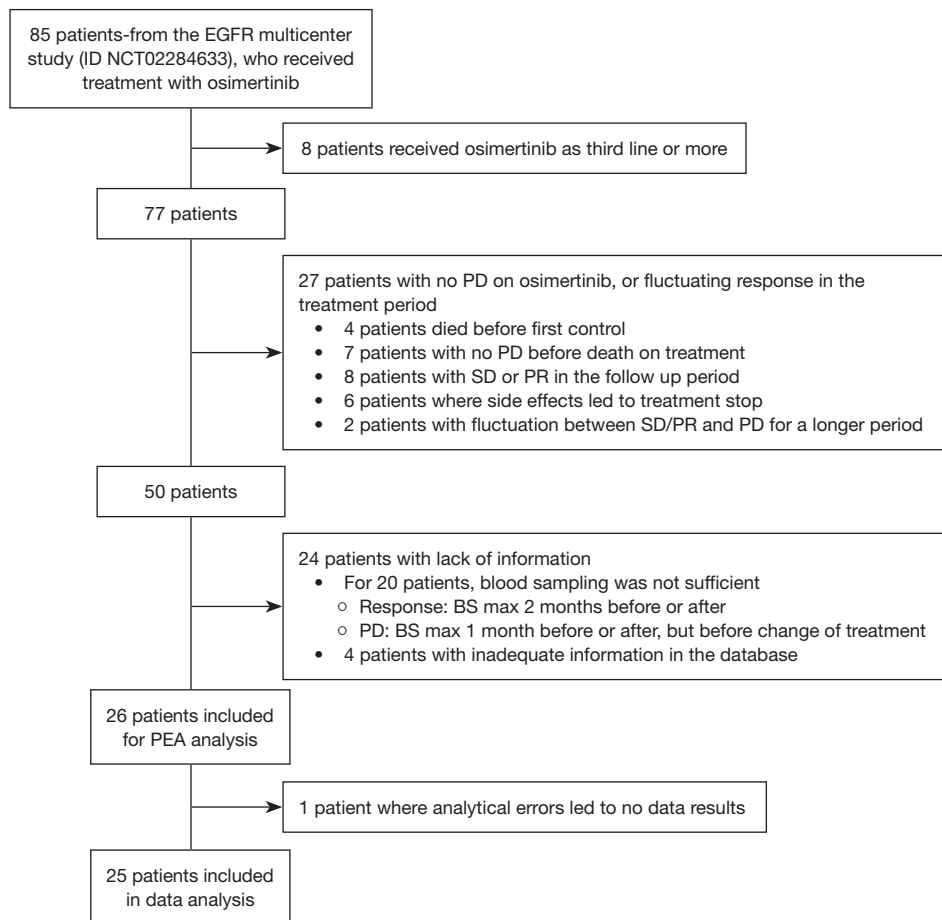 85 patients-from the EGFR multicenter
study (ID NCT02284633), who received
treatment with osimertinib
8 patients received osimertinib as third line or more
77 patients
27 patients with no PD on osimertinib, or fluctuating response in the
treatment period
• 4 patients died before first control
• 7 patients with no PD before death on treatment
• 8 patients with SD or PR in the follow up period
• 6 patients where side effects led to treatment stop
• 2 patients with fluctuation between SD/PR and PD for a longer period
50 patients
24 patients with lack of information
• For 20 patients, blood sampling was not sufficient
○ Response: BS max 2 months before or after
○ PD: BS max 1 month before or after, but before change of treatment
• 4 patients with inadequate information in the database
26 patients included
for PEA analysis
1 patient where analytical errors led to no data results
25 patients included
in data analysis